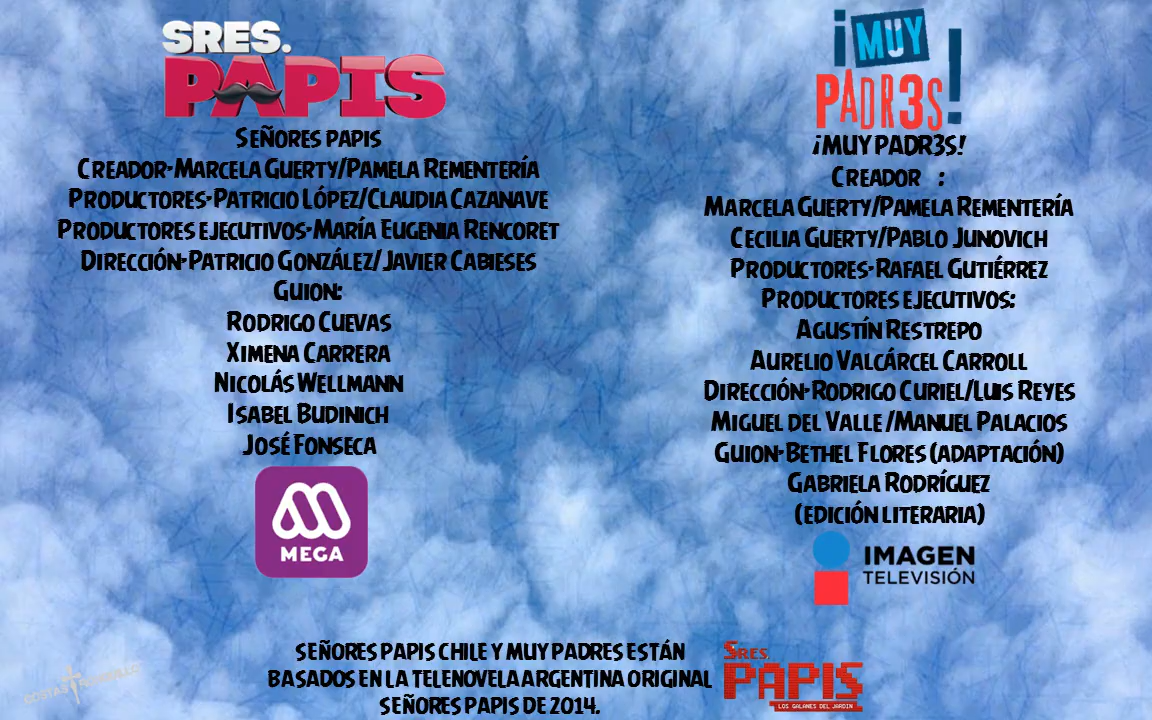 SRES.
PAPIS
SEÑORES PAPIS
CREADOR-MARCELA GUERTY/PAMELA REMENTERÍA
PRODUCTORES-PATRICIO LÓPEZ/CLAUDIA CAZANAVE
PRODUCTORES EJECUTIVOS-MARÍA EUGENIA RENCORET
DIRECCIÓN-PATRICIO GONZÁLEZ/JAVIER CABIESES
GUION:
RODRIGO CUEVAS
XIMENA CARRERA
NICOLÁS WELLMANN
ISABEL BUDINICH
JOSÉ FONSECA
MEGA
¡MUY
PADR3S!
¡MUY PADR3S!
CREADOR :
MARCELA GUERTY/PAMELA REMENTERÍA
CECILIA GUERTY/PABLO JUNOVICH
PRODUCTORES-RAFAEL GUTIÉRREZ
PRODUCTORES EJECUTIVOS:
AGUSTÍN RESTREPO
AURELIO VALCÁRCEL CARROLL
DIRECCIÓN-RODRIGO CURIEL/LUIS REYES
MIGUEL DEL VALLE /MANUEL PALACIOS
GUION-BETHEL FLORES (ADAPTACIÓN)
GABRIELA RODRÍGUEZ
(EDICIÓN LITERARIA)
IMAGEN
TELEVISIÓN
SEÑORES PAPIS CHILE Y MUY PADRES ESTÁN
BASADOS EN LA TELENOVELA ARGENTINA ORIGINAL
SEÑORES PAPIS DE 2014.
SRES.
PAPIS
LOS GALANES DEL JARDIN
COSTAS